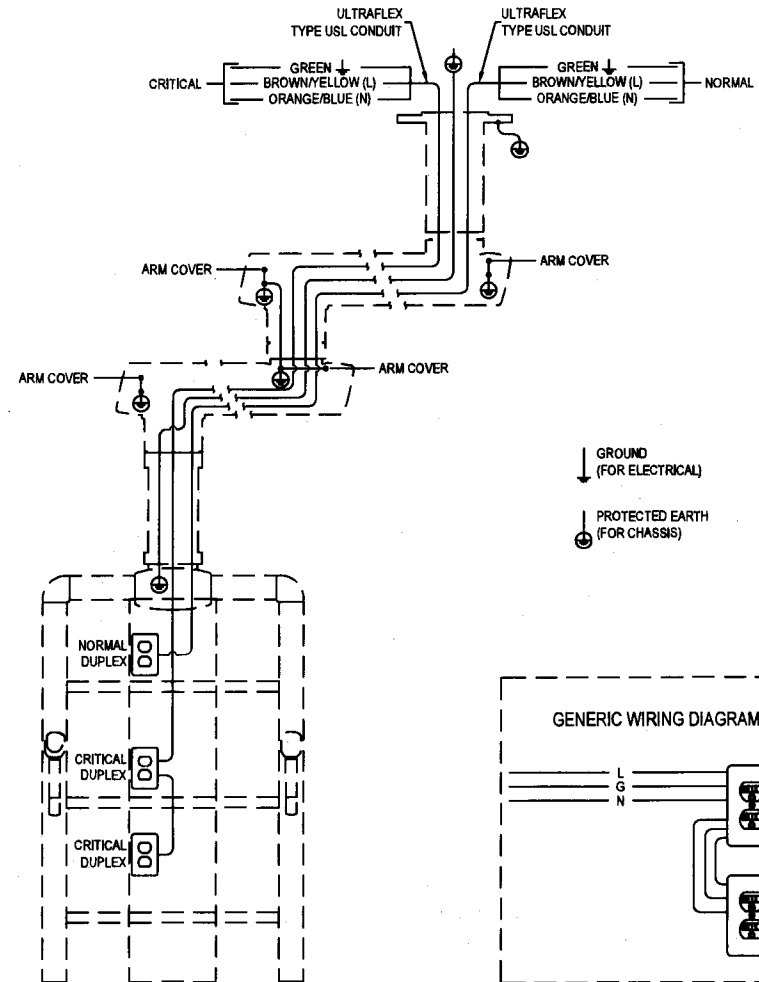 ULTRAFLEX
TYPE USL CONDUIT
ULTRAFLEX
TYPE USL CONDUIT
CRITICAL
GREEN
BROWN/YELLOW (L)
ORANGE/BLUE (N)
GREEN
BROWN/YELLOW (L)
ORANGE/BLUE (N)
NORMAL
ARM COVER
ARM COVER
ARM COVER
ARM COVER
GROUND
(FOR ELECTRICAL)
PROTECTED EARTH
(FOR CHASSIS)
NORMAL
DUPLEX
CRITICAL
DUPLEX
CRITICAL
DUPLEX
GENERIC WIRING DIAGRAM
L
G
N